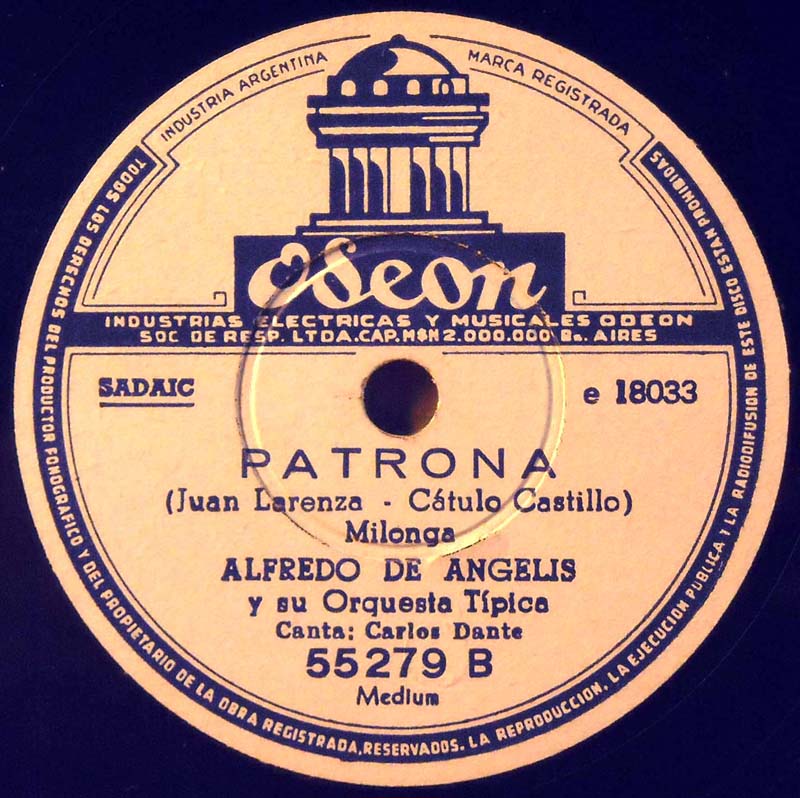 INDUSTRIA ARGENTINA
MARCA REGISTRADA
Odeon
INDUSTRIAS ELECTRICAS Y MUSICALES ODEON
SOC DE RESP. LTDA.CAP.M$N2.000.000 Bs. AIRES
SADAIC
e 18033
PATRONA
(Juan Larenza - Cátulo Castillo)
Milonga
ALFREDO DE ANGELIS
y su Orquesta Típica
Canta: Carlos Dante
55279 B
Medium
TODOS LOS DERECHOS DEL PRODUCTOR FONOGRAFICO Y DEL PROPIETARIO DE LA OBRA REGISTRADA, RESERVADOS. LA REPRODUCCION, LA EJECUCION PUBLICA Y LA RADIODIFUSION DE ESTE DISCO ESTAN PROHIBIDAS